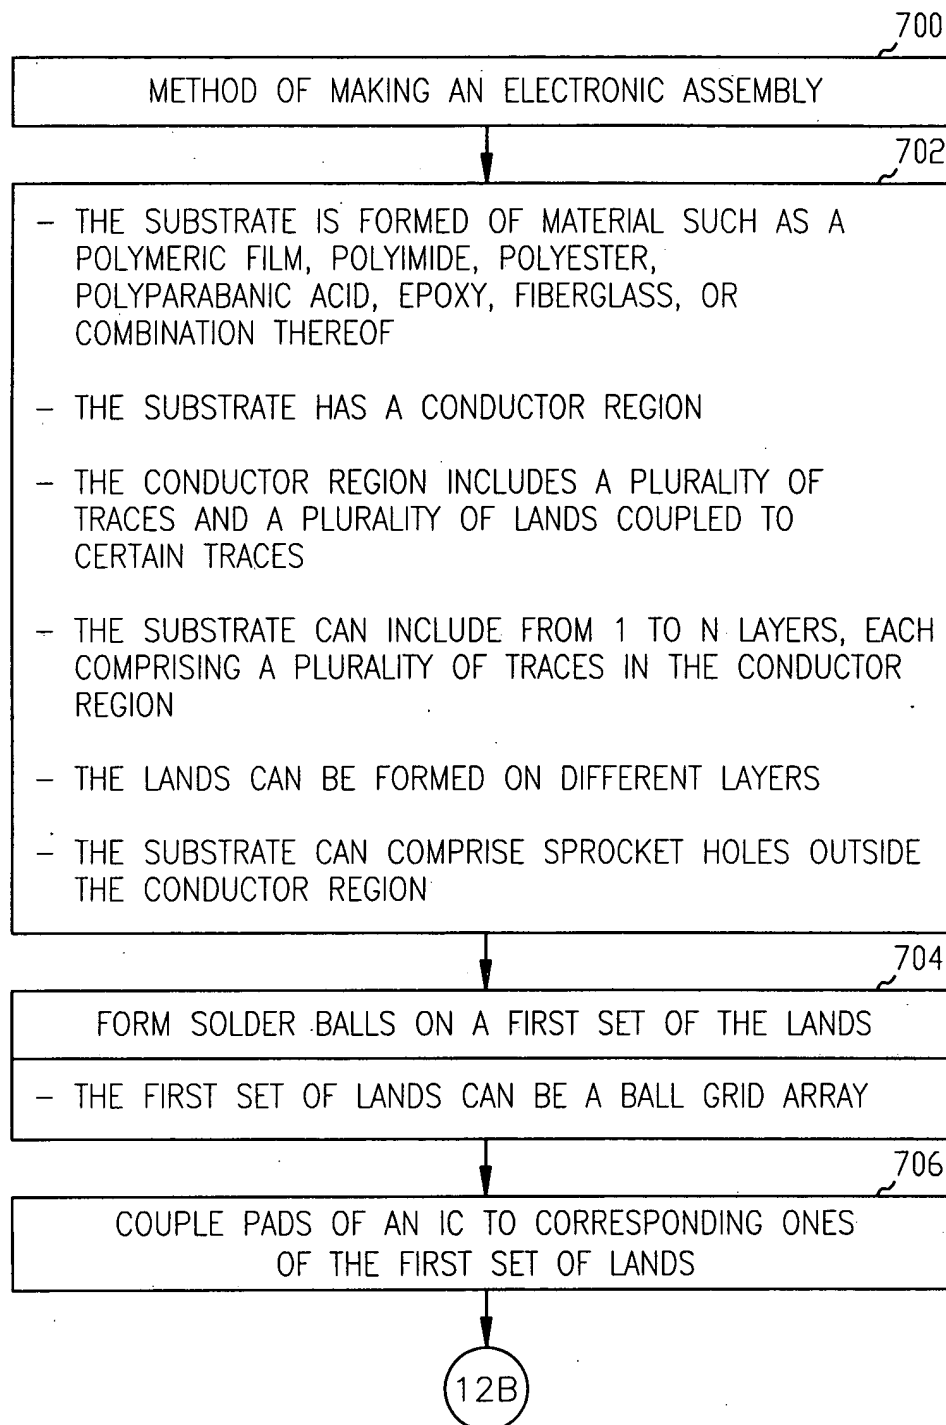 700
METHOD OF MAKING AN ELECTRONIC ASSEMBLY
702
– THE SUBSTRATE IS FORMED OF MATERIAL SUCH AS A
POLYMERIC FILM, POLYIMIDE, POLYESTER,
POLYPARABANIC ACID, EPOXY, FIBERGLASS, OR
COMBINATION THEREOF
– THE SUBSTRATE HAS A CONDUCTOR REGION
– THE CONDUCTOR REGION INCLUDES A PLURALITY OF
TRACES AND A PLURALITY OF LANDS COUPLED TO
CERTAIN TRACES
– THE SUBSTRATE CAN INCLUDE FROM 1 TO N LAYERS, EACH
COMPRISING A PLURALITY OF TRACES IN THE CONDUCTOR
REGION
– THE LANDS CAN BE FORMED ON DIFFERENT LAYERS
– THE SUBSTRATE CAN COMPRISE SPROCKET HOLES OUTSIDE
THE CONDUCTOR REGION
704
FORM SOLDER BALLS ON A FIRST SET OF THE LANDS
– THE FIRST SET OF LANDS CAN BE A BALL GRID ARRAY
706
COUPLE PADS OF AN IC TO CORRESPONDING ONES
OF THE FIRST SET OF LANDS
12B